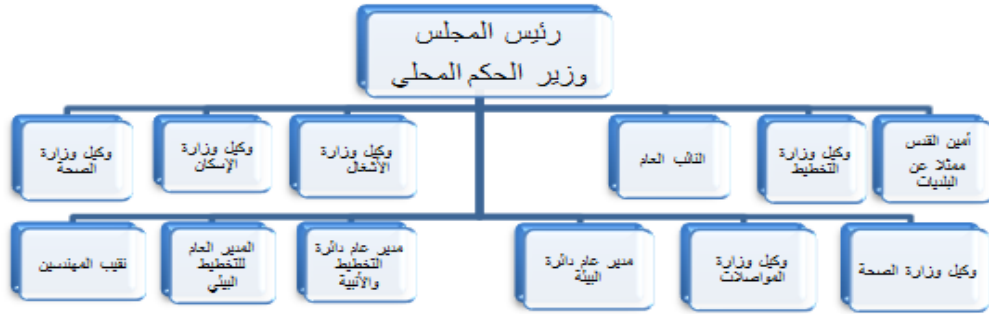 رئيس المجلس
وزير الحكم المحلي
أمين القدس
ممثلا عن
البلديات
وكيل وزارة
التخطيط
النائب العام
وكيل وزارة
الأشغال
وكيل وزارة
الإسكان
وكيل وزارة
الصحة
وكيل وزارة الصحة
وكيل وزارة
المواصلات
مدير عام دائرة
البيئة
مدير عام دائرة
التخطيط
والأبنية
المدير العام
للتخطيط
البيئي
نقيب المهندسين